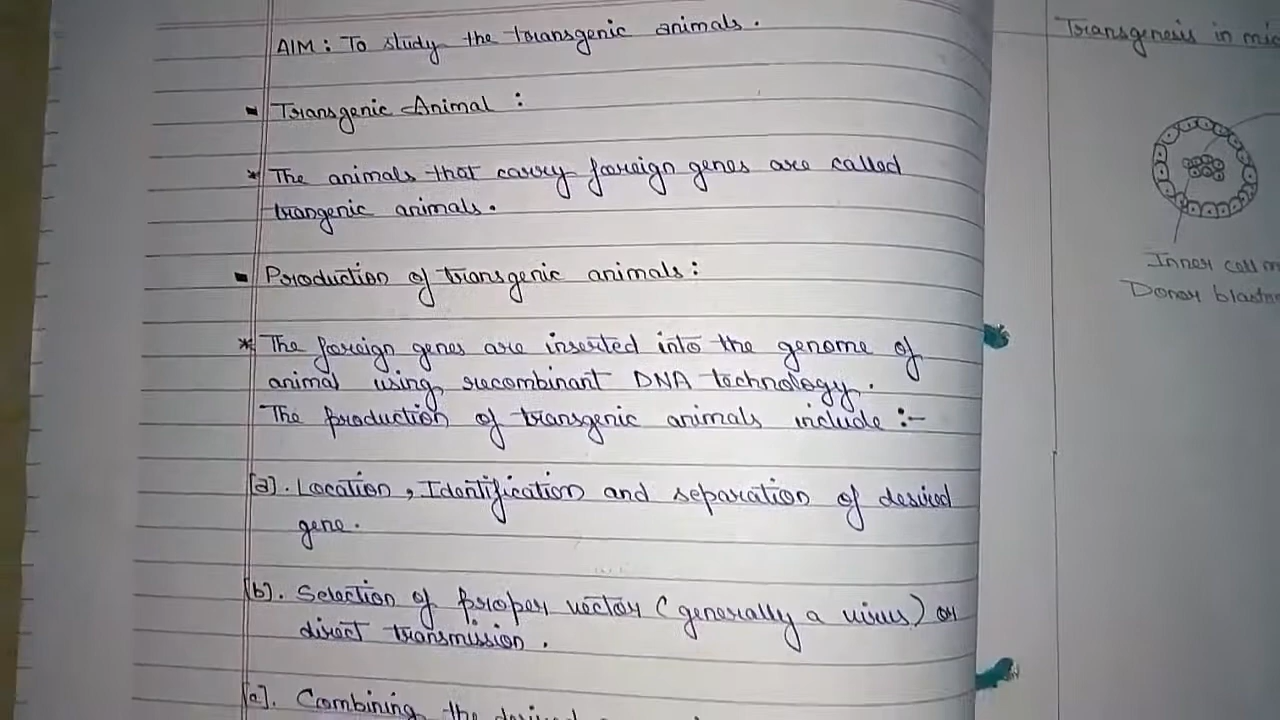 AIM : To study the transgenic animals.
Transgenic Animal :
* The animals that carry foreign genes are called
trangenic animals.
Production of transgenic animals :
* The foreign genes are inserted into the genome of
animal using recombinant DNA technology.
The production of transgenic animals include :-
[a]. Location, Identification and separation of desired
gene.
[b]. Selection of proper vector (generally a virus) or
direct transmission.
[c]. Combining the
Transgenesis in
Inner cell
Donor